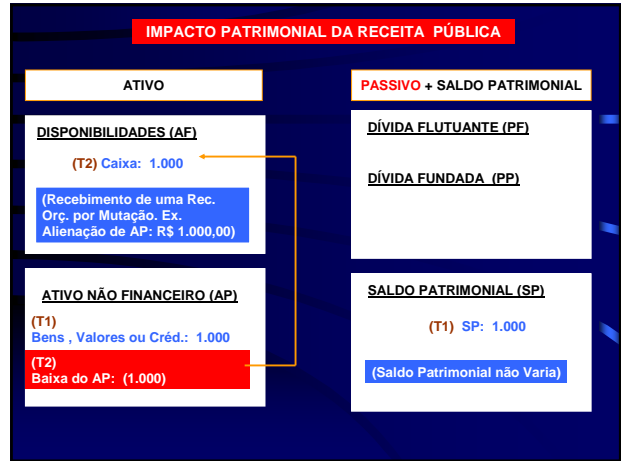 IMPACTO PATRIMONIAL DA RECEITA PÚBLICA
ATIVO
DISPONIBILIDADES (AF)
(T2) Caixa: 1.000
(Recebimento de uma Rec.
Orç. por Mutação. Ex.
Alienação de AP: R$ 1.000,00)
ATIVO NÃO FINANCEIRO (AP)
(T1)
Bens , Valores ou Créd.: 1.000
(T2)
Baixa do AP: (1.000)
PASSIVO + SALDO PATRIMONIAL
DÍVIDA FLUTUANTE (PF)
DÍVIDA FUNDADA (PP)
SALDO PATRIMONIAL (SP)
(T1) SP: 1.000
(Saldo Patrimonial não Varia)